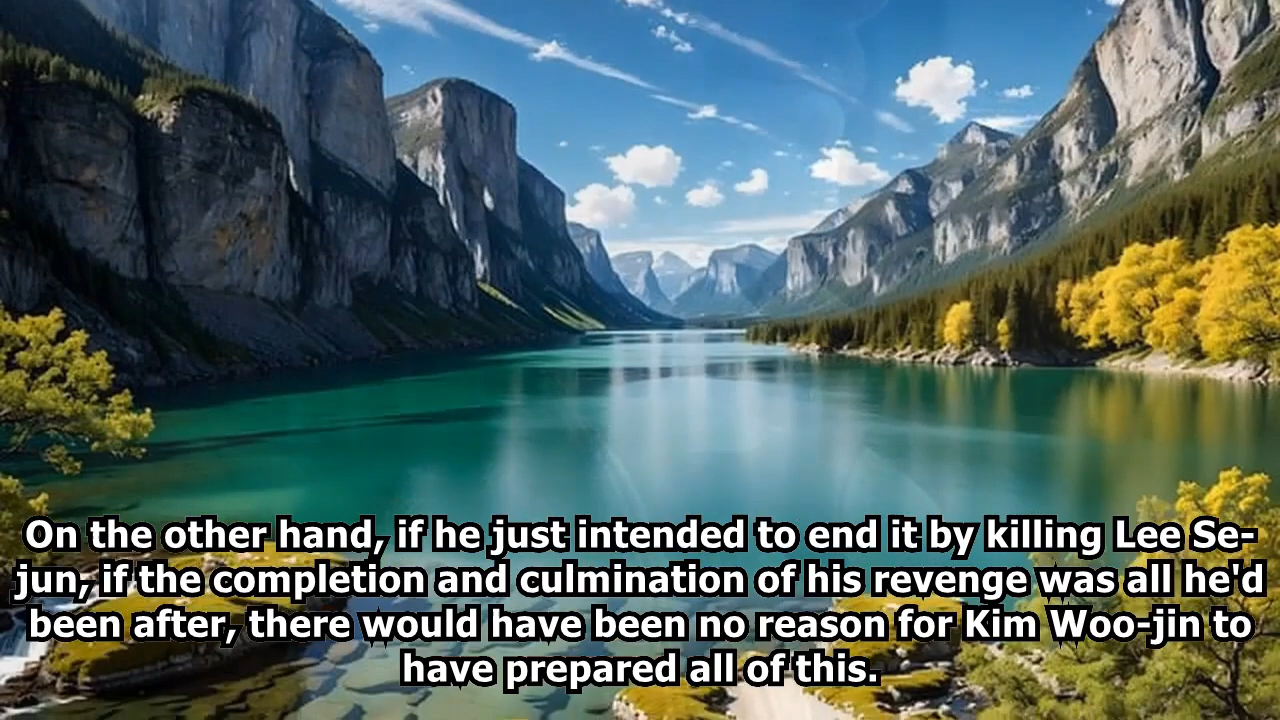 On the other hand, if he just intended to end it by killing Lee Se-
jun, if the completion and culmination of his revenge was all he'd
been after, there would have been no reason for Kim Woo-jin to
have prepared all of this.